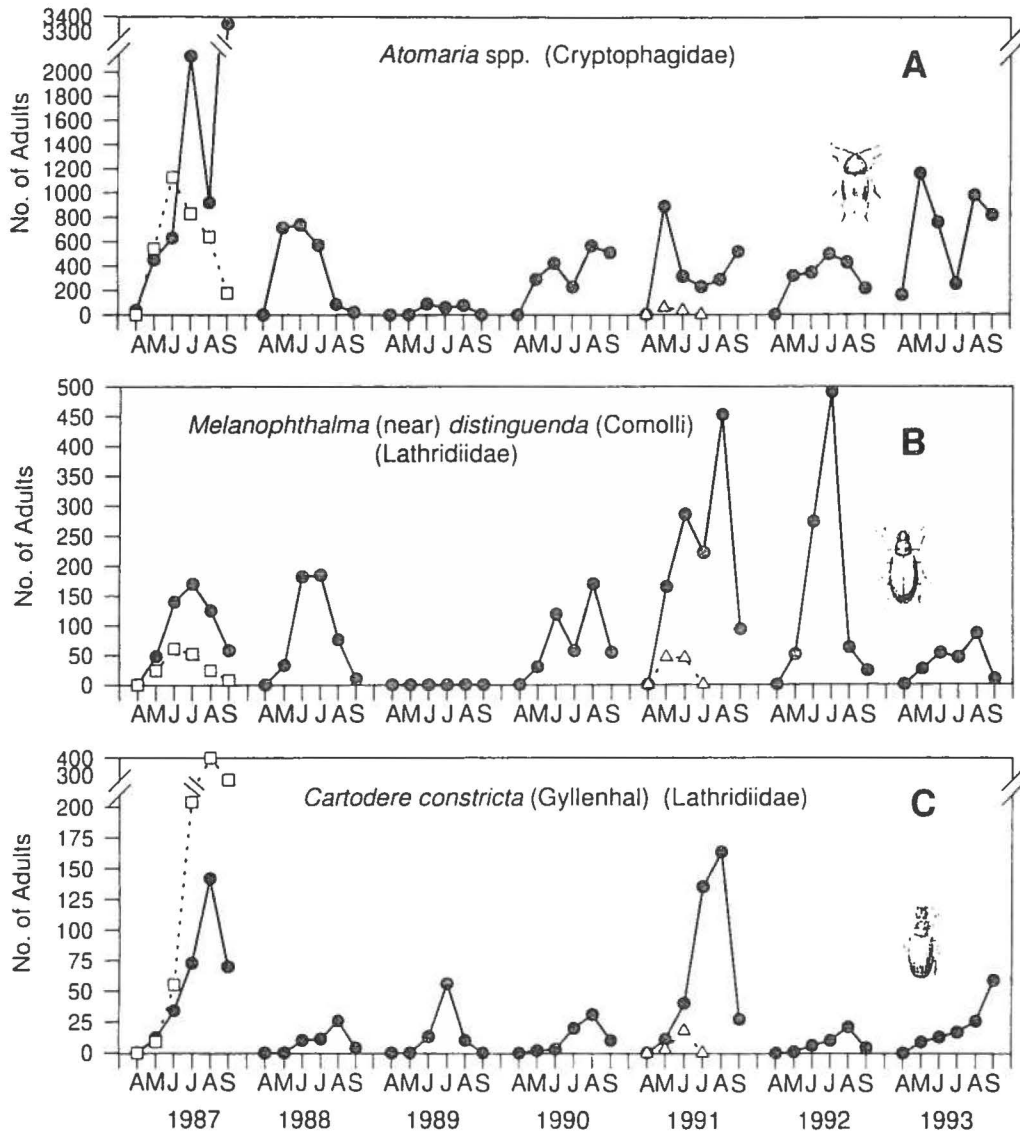 3400
3300
Atomaria spp. (Cryptophagidae)
A
2000
1800
1600
1400
1200
1000
800
600
400
200
0
No. of Adults
AMJJAS AMJJAS AMJJAS AMJJAS AMJJAS AMJJAS AMJJAS
500
450
400
350
300
250
200
150
100
50
0
No. of Adults
Melanophthalma (near) distinguenda (Comolli)
(Lathridiidae)
B
AMJJAS AMJJAS AMJJAS AMJJAS AMJJAS AMJJAS AMJJAS
400
300
200
175
150
125
100
75
50
25
0
No. of Adults
Cartodere constricta (Gyllenhal) (Lathridiidae)
C
AMJJAS AMJJAS AMJJAS AMJJAS AMJJAS AMJJAS AMJJAS
1987 1988 1989 1990 1991 1992 1993